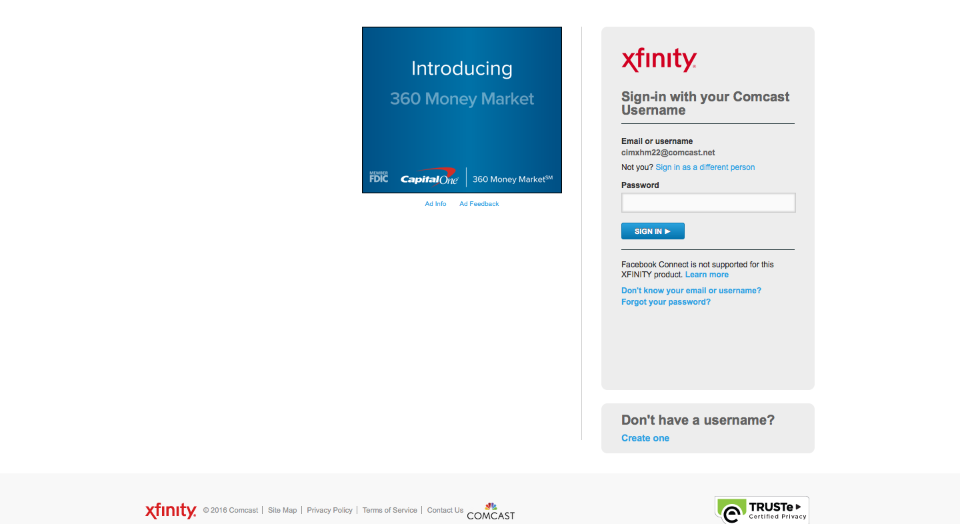 Introducing
360 Money Market
MEMBER
FDIC
Capital One
360 Money Market℠
Ad Info
Ad Feedback
xfinity.
Sign-in with your Comcast
Username
Email or username
cimxhm22@comcast.net
Not you? Sign in as a different person
Password
SIGN IN ►
Facebook Connect is not supported for this
XFINITY product. Learn more
Don't know your email or username?
Forgot your password?
Don't have a username?
Create one
xfinity. © 2016 Comcast | Site Map | Privacy Policy | Terms of Service | Contact Us COMCAST
TRUSTe ►
Certified Privacy